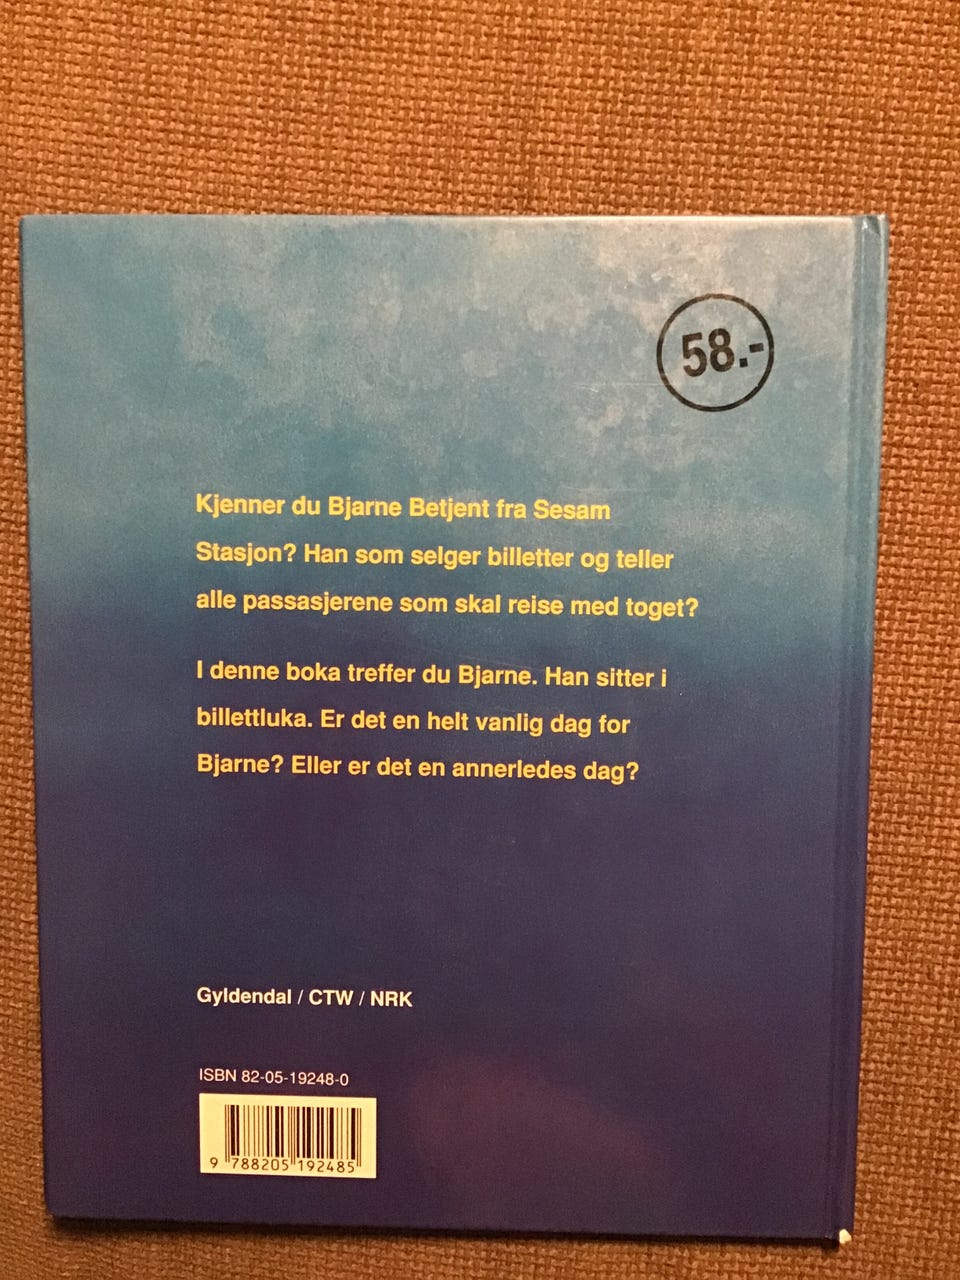 58.-
Kjenner du Bjarne Betjent fra Sesam
Stasjon? Han som selger billetter og teller
alle passasjerene som skal reise med toget?
I denne boka treffer du Bjarne. Han sitter i
billettluka. Er det en helt vanlig dag for
Bjarne? Eller er det en annerledes dag?
Gyldendal / CTW / NRK
ISBN 82-05-19248-0
9 788205 192485